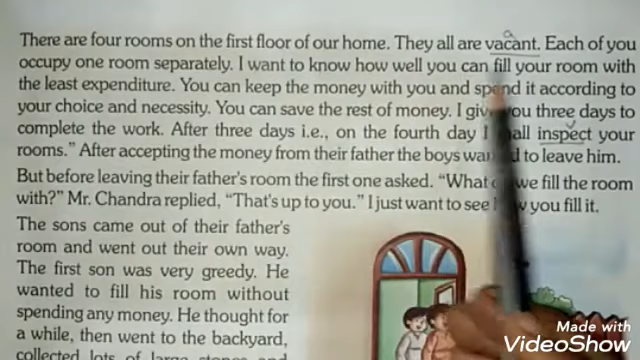 There are four rooms on the first floor of our home. They all are vacant. Each of you
occupy one room separately. I want to know how well you can fill your room with
the least expenditure. You can keep the money with you and spend it according to
your choice and necessity. You can save the rest of money. I give you three days to
complete the work. After three days i.e., on the fourth day I shall inspect your
rooms." After accepting the money from their father the boys wanted to leave him.
But before leaving their father's room the first one asked. "What can we fill the room
with?" Mr. Chandra replied, "That's up to you." I just want to see how you fill it.
The sons came out of their father's
room and went out their own way.
The first son was very greedy. He
wanted to fill his room without
spending any money. He thought for
a while, then went to the backyard,
collected lots of large stones and
Made with
VideoShow